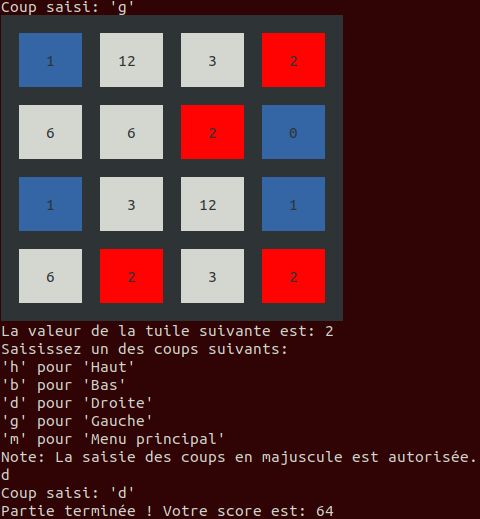 Coup saisi: 'g'
1 12 3 2
6 6 2 0
1 3 12 1
6 2 3 2
La valeur de la tuile suivante est: 2
Saisissez un des coups suivants:
'h' pour 'Haut'
'b' pour 'Bas'
'd' pour 'Droite'
'g' pour 'Gauche'
'm' pour 'Menu principal'
Note: La saisie des coups en majuscule est autorisée.
d
Coup saisi: 'd'
Partie terminée ! Votre score est: 64